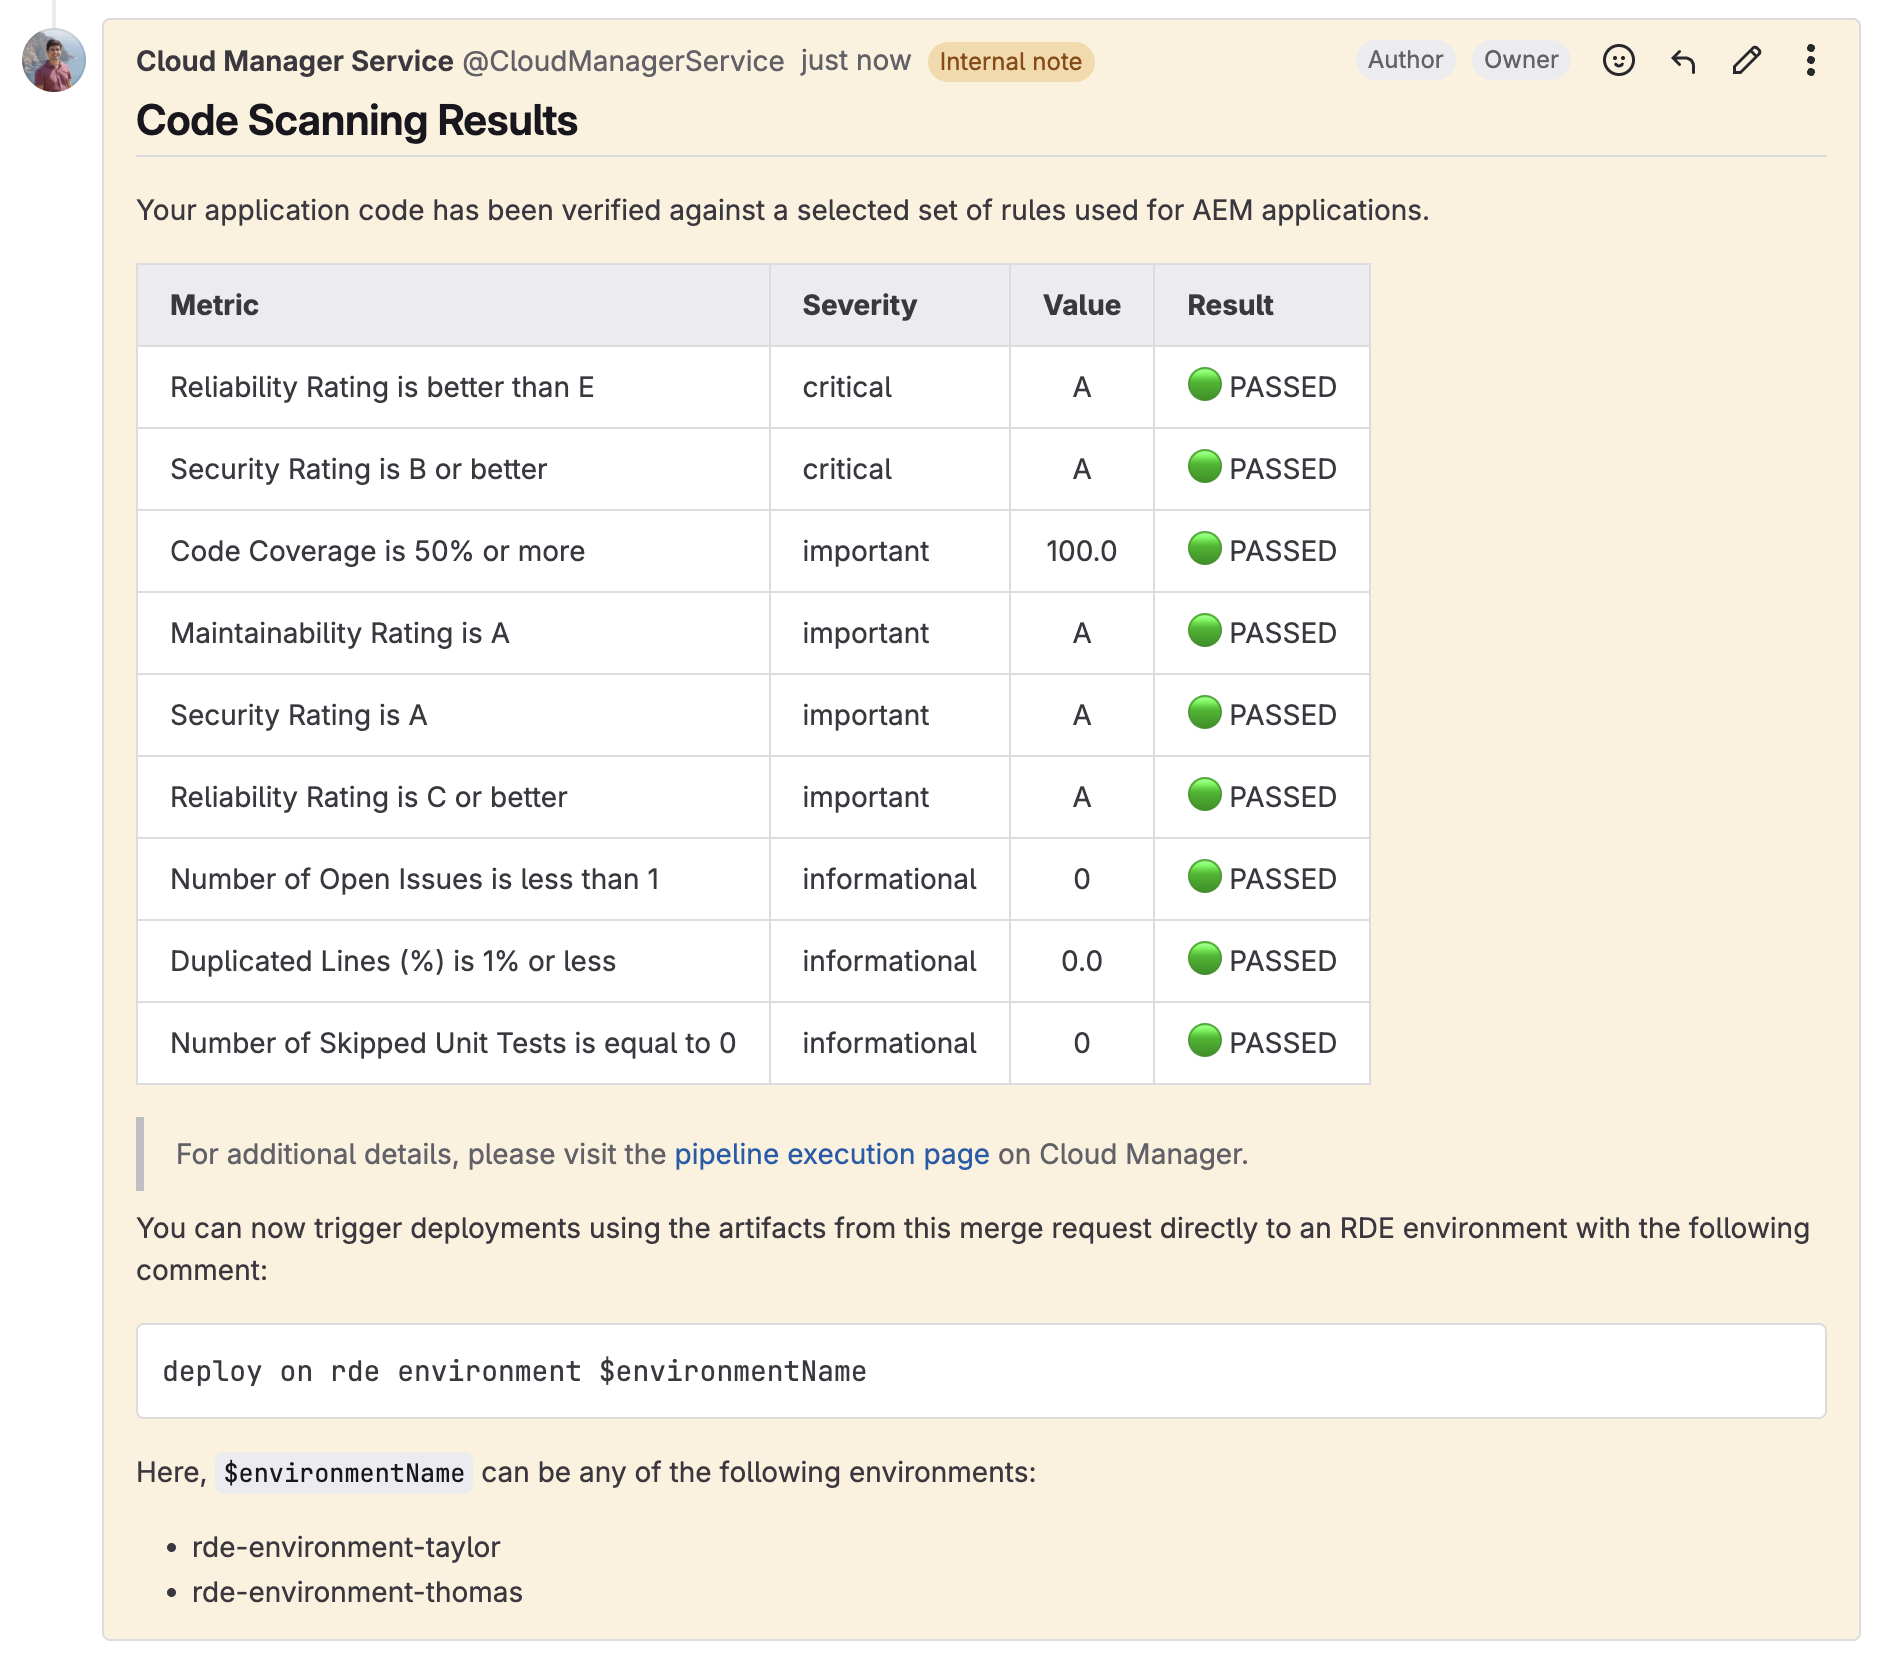 Cloud Manager Service @CloudManagerService just now Internal note Author Owner
Code Scanning Results
Your application code has been verified against a selected set of rules used for AEM applications.
Metric Severity Value Result
Reliability Rating is better than E critical A PASSED
Security Rating is B or better critical A PASSED
Code Coverage is 50% or more important 100.0 PASSED
Maintainability Rating is A important A PASSED
Security Rating is A important A PASSED
Reliability Rating is C or better important A PASSED
Number of Open Issues is less than 1 informational 0 PASSED
Duplicated Lines (%) is 1% or less informational 0.0 PASSED
Number of Skipped Unit Tests is equal to 0 informational 0 PASSED
For additional details, please visit the pipeline execution page on Cloud Manager.
You can now trigger deployments using the artifacts from this merge request directly to an RDE environment with the following
comment:
deploy on rde environment $environmentName
Here, $environmentName can be any of the following environments:
• rde-environment-taylor
• rde-environment-thomas